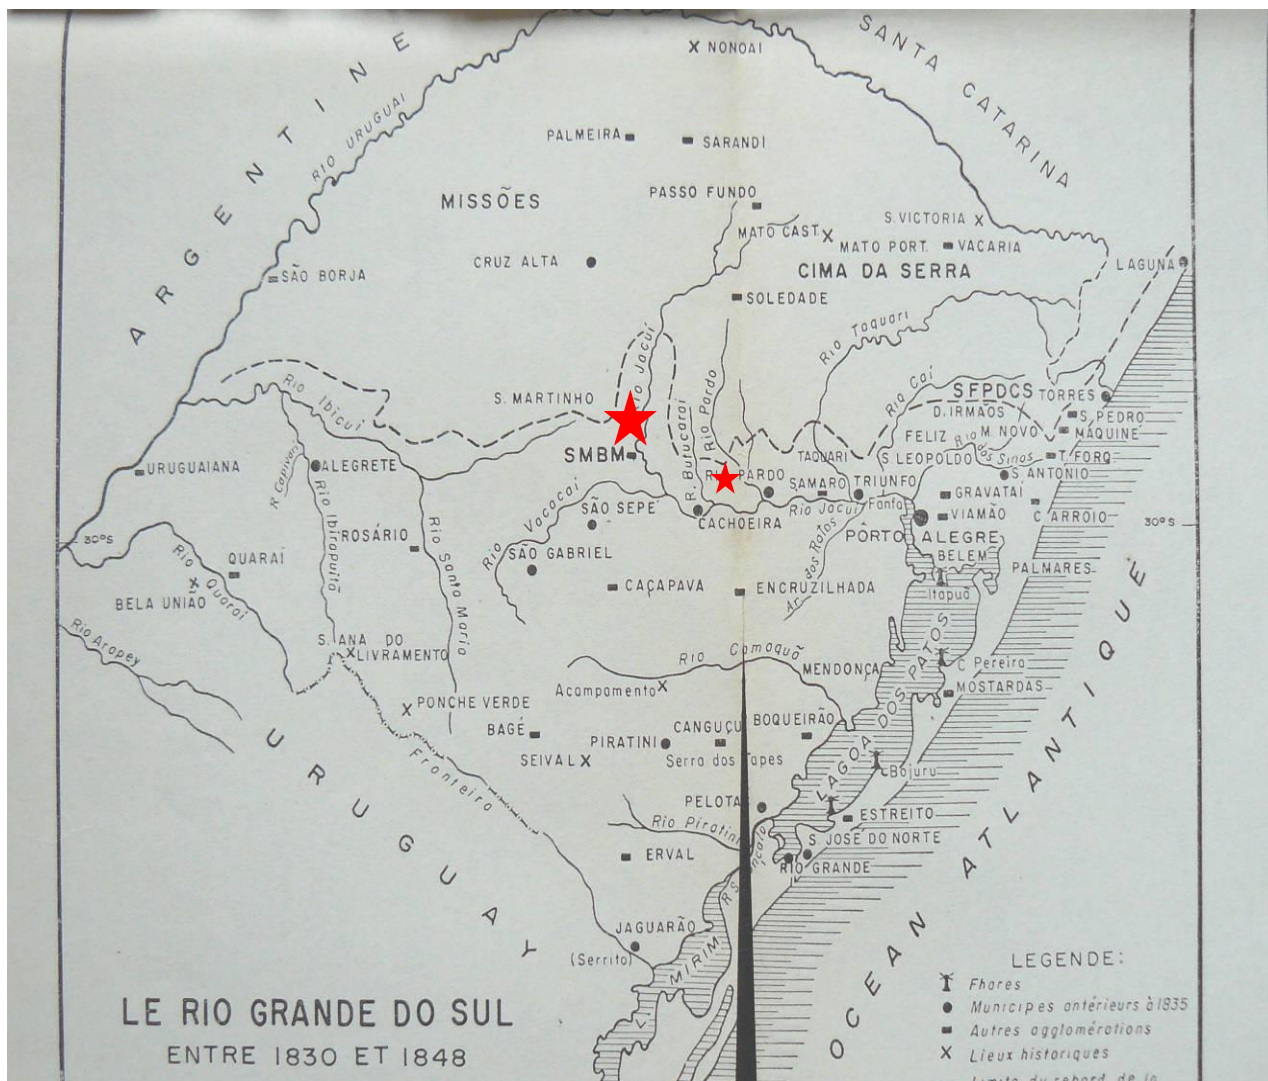 SANTA CATARINA
ARGENTINE
NONOAI
RIO URUGUAI
PALMEIRA
SARANDI
MISSÕES
PASSO FUNDO
S.VICTORIA
MATO CAST.
MATO PORT.
VACARIA
CRUZ ALTA
CIMA DA SERRA
LAGUNA
SÃO BORJA
SOLEDADE
Rio Taquari
Rio Jacuí
Rio Ibicuí
S. MARTINHO
Rio Pardo
Rio Caí
SFPDCS
TORRES
D. IRMÃOS
S. PEDRO
R. Butucaraí
FELIZ
Rio dos Sinos
M. NOVO
MAQUINÉ
SMBM
TAQUARI
S LEOPOLDO
T. FORQ.
URUGUAIANA
ALEGRETE
RIO PARDO
S.AMARO
TRIUNFO
S. ANTONIO
GRAVATAI
Rio Vacacaí
SÃO SEPÉ
CACHOEIRA
Rio Jacuí
Fanfa
VIAMÃO
C ARROIO
Rio Ibirapuitã
30°S
30°S
ROSÁRIO
Rio Santa Maria
SÃO GABRIEL
PÔRTO ALEGRE
BELEM
Rio Quaraí
QUARAÍ
CAÇAPAVA
ENCRUZILHADA
Ar. dos Ratos
PALMARES
Itapuã
BELA UNIÃO
Rio Arapey
S. ANA DO
LIVRAMENTO
Rio Camaquã
MENDONÇA
C Pereira
Acampamento
MOSTARDAS
PONCHE VERDE
LAGOA DOS PATOS
BAGÉ
PIRATINI
CANGUÇU
BOQUEIRÃO
URUGUAY
Fronteira
SEIVAL
Serra dos Tapes
Bojuru
PELOTAS
ESTREITO
Rio Piratini
S JOSÉ DO NORTE
ERVAL
RIO GRANDE
OCEAN ATLANTIQUE
JAGUARÃO
(Serrito)
L. MIRIM
LE RIO GRANDE DO SUL
ENTRE 1830 ET 1848
LEGENDE:
Fhares
Municipes antérieurs à 1835
Autres agglomérations
Lieux historiques